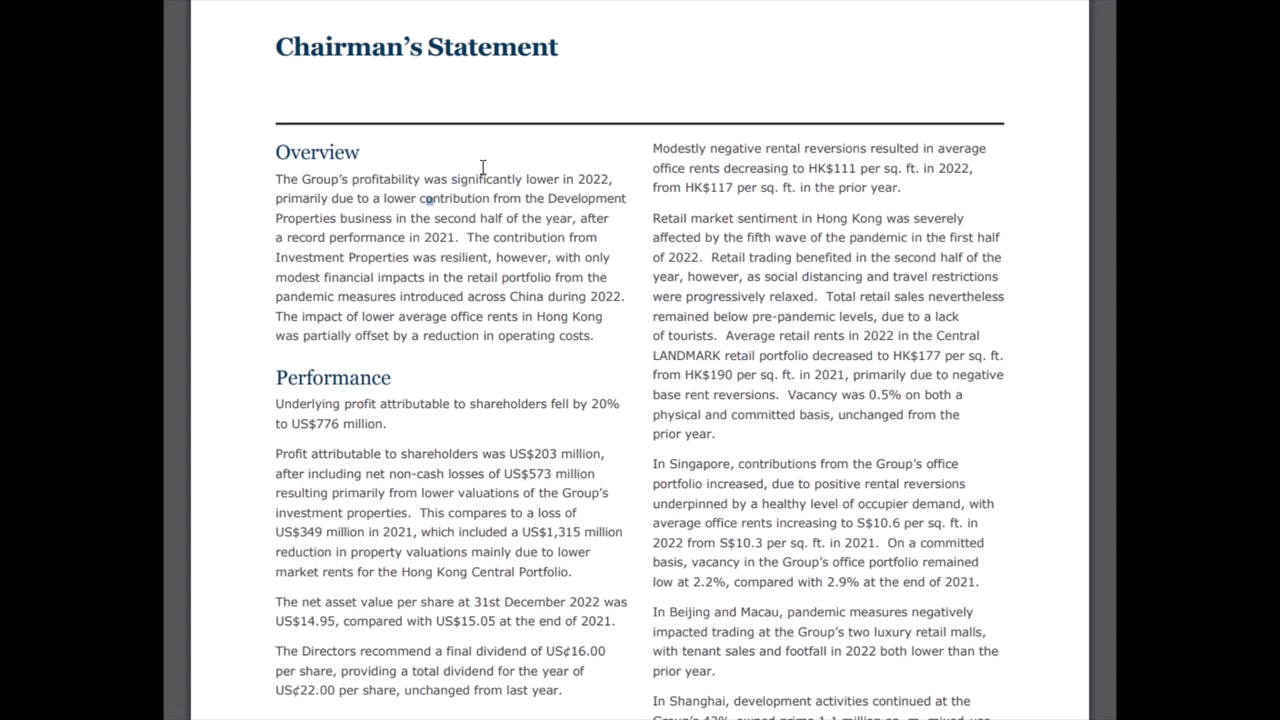 Chairman’s Statement
Overview
The Group’s profitability was significantly lower in 2022,
primarily due to a lower contribution from the Development
Properties business in the second half of the year, after
a record performance in 2021.  The contribution from
Investment Properties was resilient, however, with only
modest financial impacts in the retail portfolio from the
pandemic measures introduced across China during 2022.
The impact of lower average office rents in Hong Kong
was partially offset by a reduction in operating costs.
Performance
Underlying profit attributable to shareholders fell by 20%
to US$776 million.
Profit attributable to shareholders was US$203 million,
after including net non-cash losses of US$573 million
resulting primarily from lower valuations of the Group’s
investment properties.  This compares to a loss of
US$349 million in 2021, which included a US$1,315 million
reduction in property valuations mainly due to lower
market rents for the Hong Kong Central Portfolio.
The net asset value per share at 31st December 2022 was
US$14.95, compared with US$15.05 at the end of 2021.
The Directors recommend a final dividend of US¢16.00
per share, providing a total dividend for the year of
US¢22.00 per share, unchanged from last year.
Modestly negative rental reversions resulted in average
office rents decreasing to HK$111 per sq. ft. in 2022,
from HK$117 per sq. ft. in the prior year.
Retail market sentiment in Hong Kong was severely
affected by the fifth wave of the pandemic in the first half
of 2022.  Retail trading benefited in the second half of the
year, however, as social distancing and travel restrictions
were progressively relaxed.  Total retail sales nevertheless
remained below pre-pandemic levels, due to a lack
of tourists.  Average retail rents in 2022 in the Central
LANDMARK retail portfolio decreased to HK$177 per sq. ft.
from HK$190 per sq. ft. in 2021, primarily due to negative
base rent reversions.  Vacancy was 0.5% on both a
physical and committed basis, unchanged from the
prior year.
In Singapore, contributions from the Group’s office
portfolio increased, due to positive rental reversions
underpinned by a healthy level of occupier demand, with
average office rents increasing to S$10.6 per sq. ft. in
2022 from S$10.3 per sq. ft. in 2021.  On a committed
basis, vacancy in the Group’s office portfolio remained
low at 2.2%, compared with 2.9% at the end of 2021.
In Beijing and Macau, pandemic measures negatively
impacted trading at the Group’s two luxury retail malls,
with tenant sales and footfall in 2022 both lower than the
prior year.
In Shanghai, development activities continued at the
Group’s 43%-owned prime 1.1 million sq. m. mixed-use